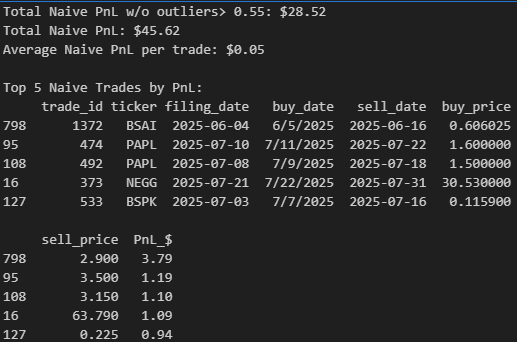 Total Naive PnL w/o outliers> 0.55: $28.52
Total Naive PnL: $45.62
Average Naive PnL per trade: $0.05

Top 5 Naive Trades by PnL:
     trade_id ticker filing_date   buy_date   sell_date  buy_price
798      1372   BSAI  2025-06-04   6/5/2025  2025-06-16   0.606025
95        474   PAPL  2025-07-10  7/11/2025  2025-07-22   1.600000
108       492   PAPL  2025-07-08   7/9/2025  2025-07-18   1.500000
16        373   NEGG  2025-07-21  7/22/2025  2025-07-31  30.530000
127       533   BSPK  2025-07-03   7/7/2025  2025-07-16   0.115900

     sell_price  PnL_$
798       2.900   3.79
95        3.500   1.19
108       3.150   1.10
16       63.790   1.09
127       0.225   0.94